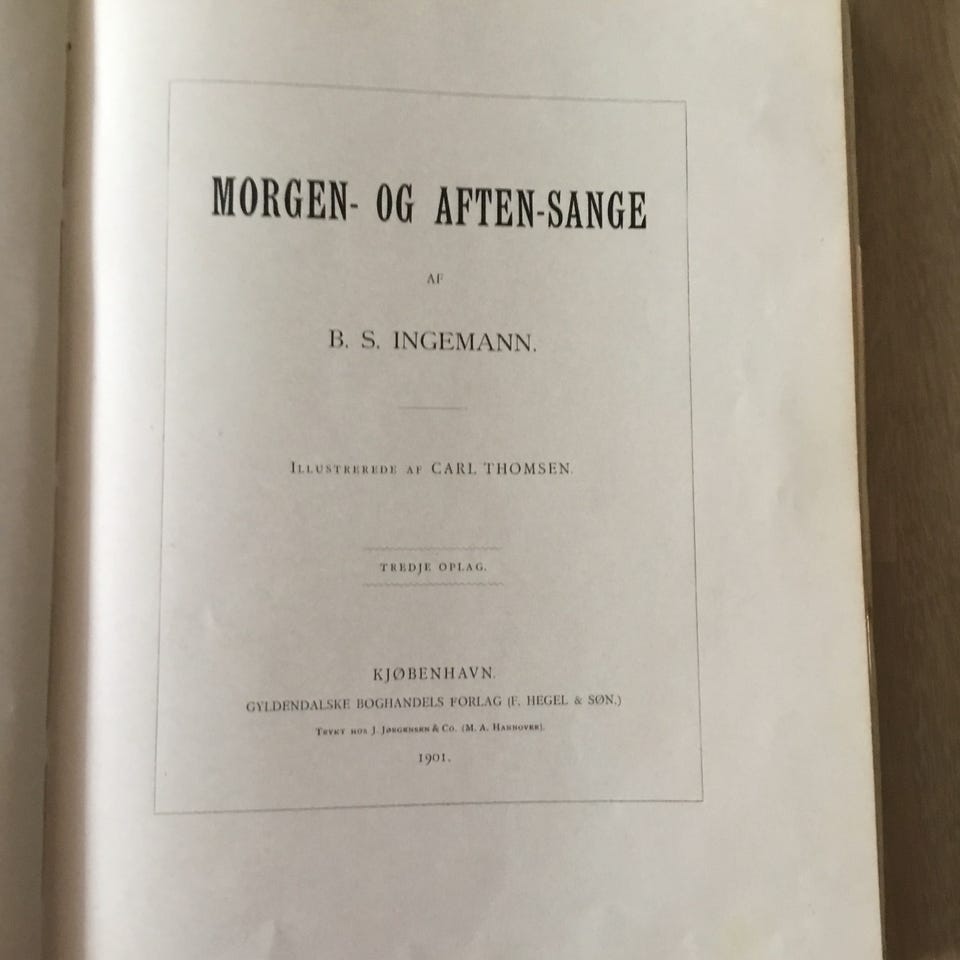 MORGEN- OG AFTEN-SANGE
AF
B. S. INGEMANN.
ILLUSTREREDE AF CARL THOMSEN.
TREDJE OPLAG.
KJØBENHAVN.
GYLDENDALSKE BOGHANDELS FORLAG (F. HEGEL & SØN.)
TRYKT HOS J. JØRGENSEN & CO. (M. A. HANNOVER).
1901.